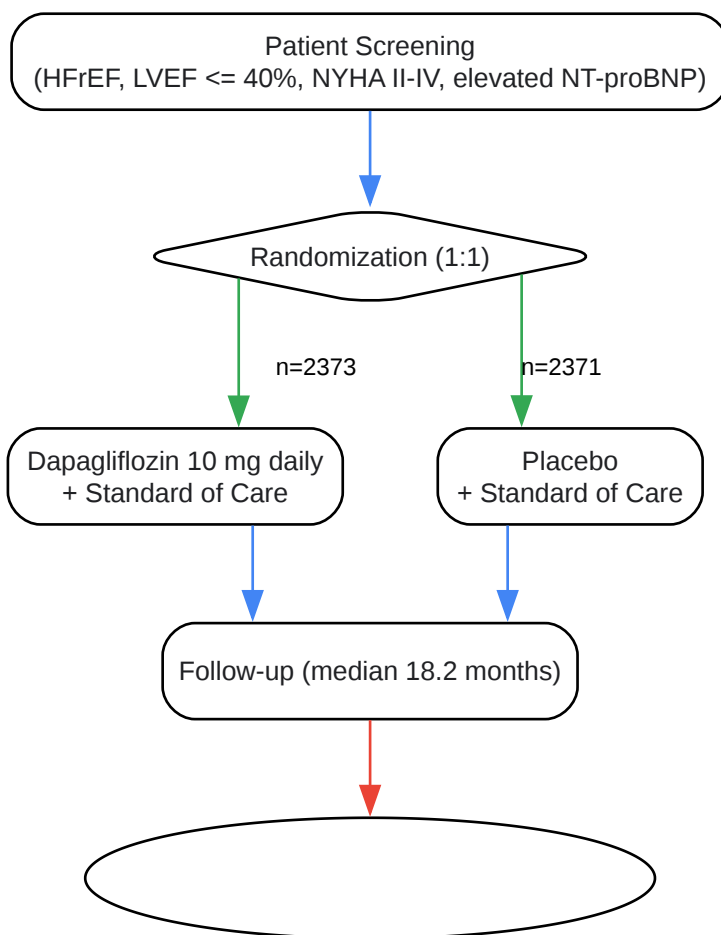 Patient Screening
(HFrEF, LVEF <= 40%, NYHA II-IV, elevated NT-proBNP)
Randomization (1:1)
n=2373
n=2371
Dapagliflozin 10 mg daily
+ Standard of Care
Placebo
+ Standard of Care
Follow-up (median 18.2 months)